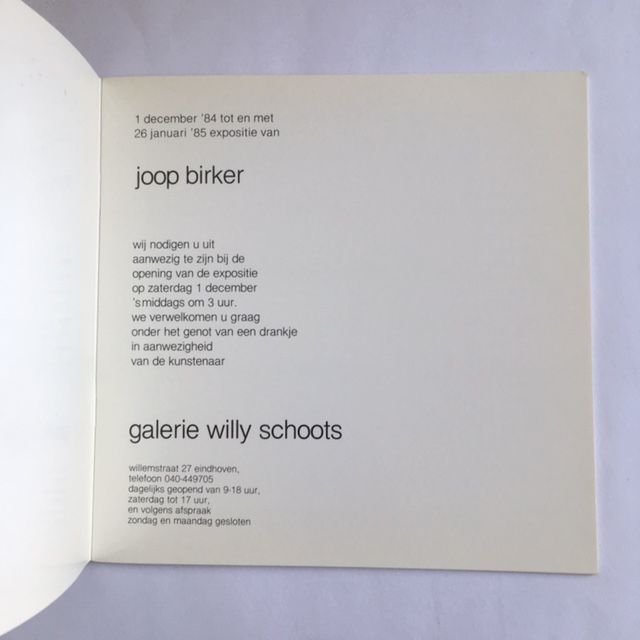 1 december '84 tot en met
26 januari '85 expositie van
joop birker
wij nodigen u uit
aanwezig te zijn bij de
opening van de expositie
op zaterdag 1 december
'smiddags om 3 uur.
we verwelkomen u graag
onder het genot van een drankje
in aanwezigheid
van de kunstenaar
galerie willy schoots
willemstraat 27 eindhoven,
telefoon 040-449705
dagelijks geopend van 9-18 uur,
zaterdag tot 17 uur,
en volgens afspraak
zondag en maandag gesloten